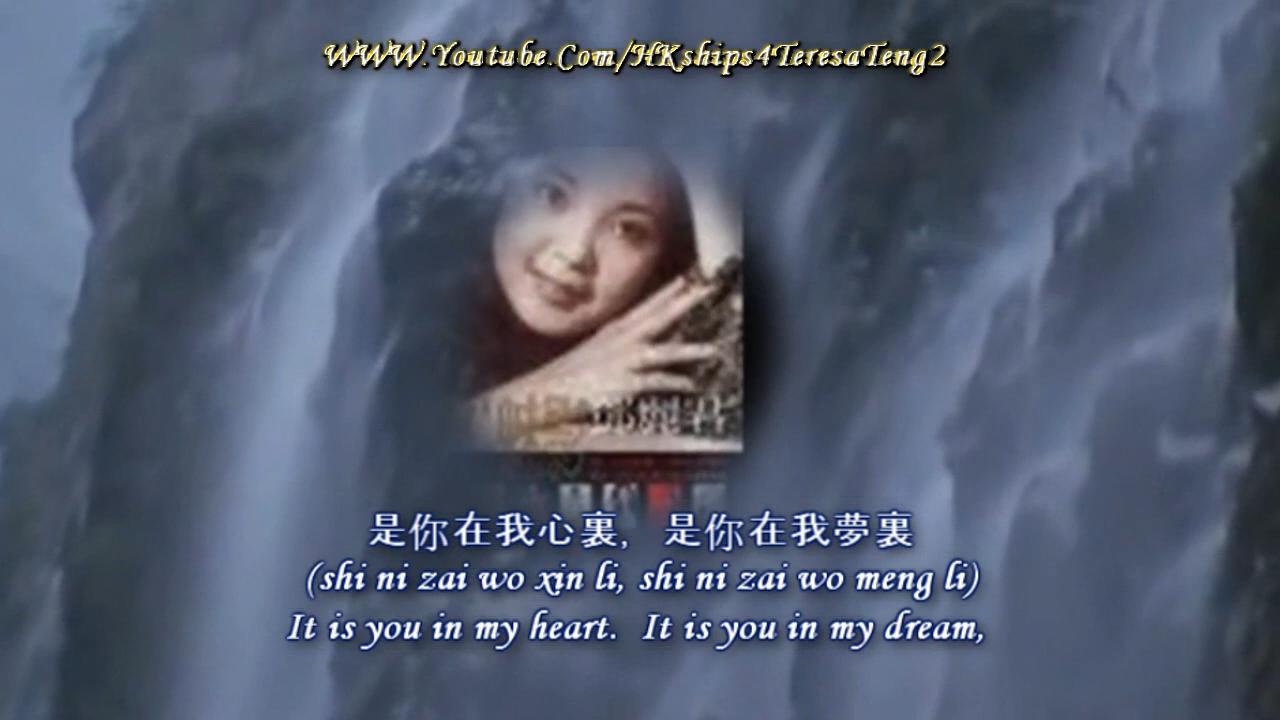 WWW.Youtube.Com/HKships4TeresaTeng2
是你在我心裏, 是你在我夢裏
(shi ni zai wo xin li, shi ni zai wo meng li)
It is you in my heart. It is you in my dream,